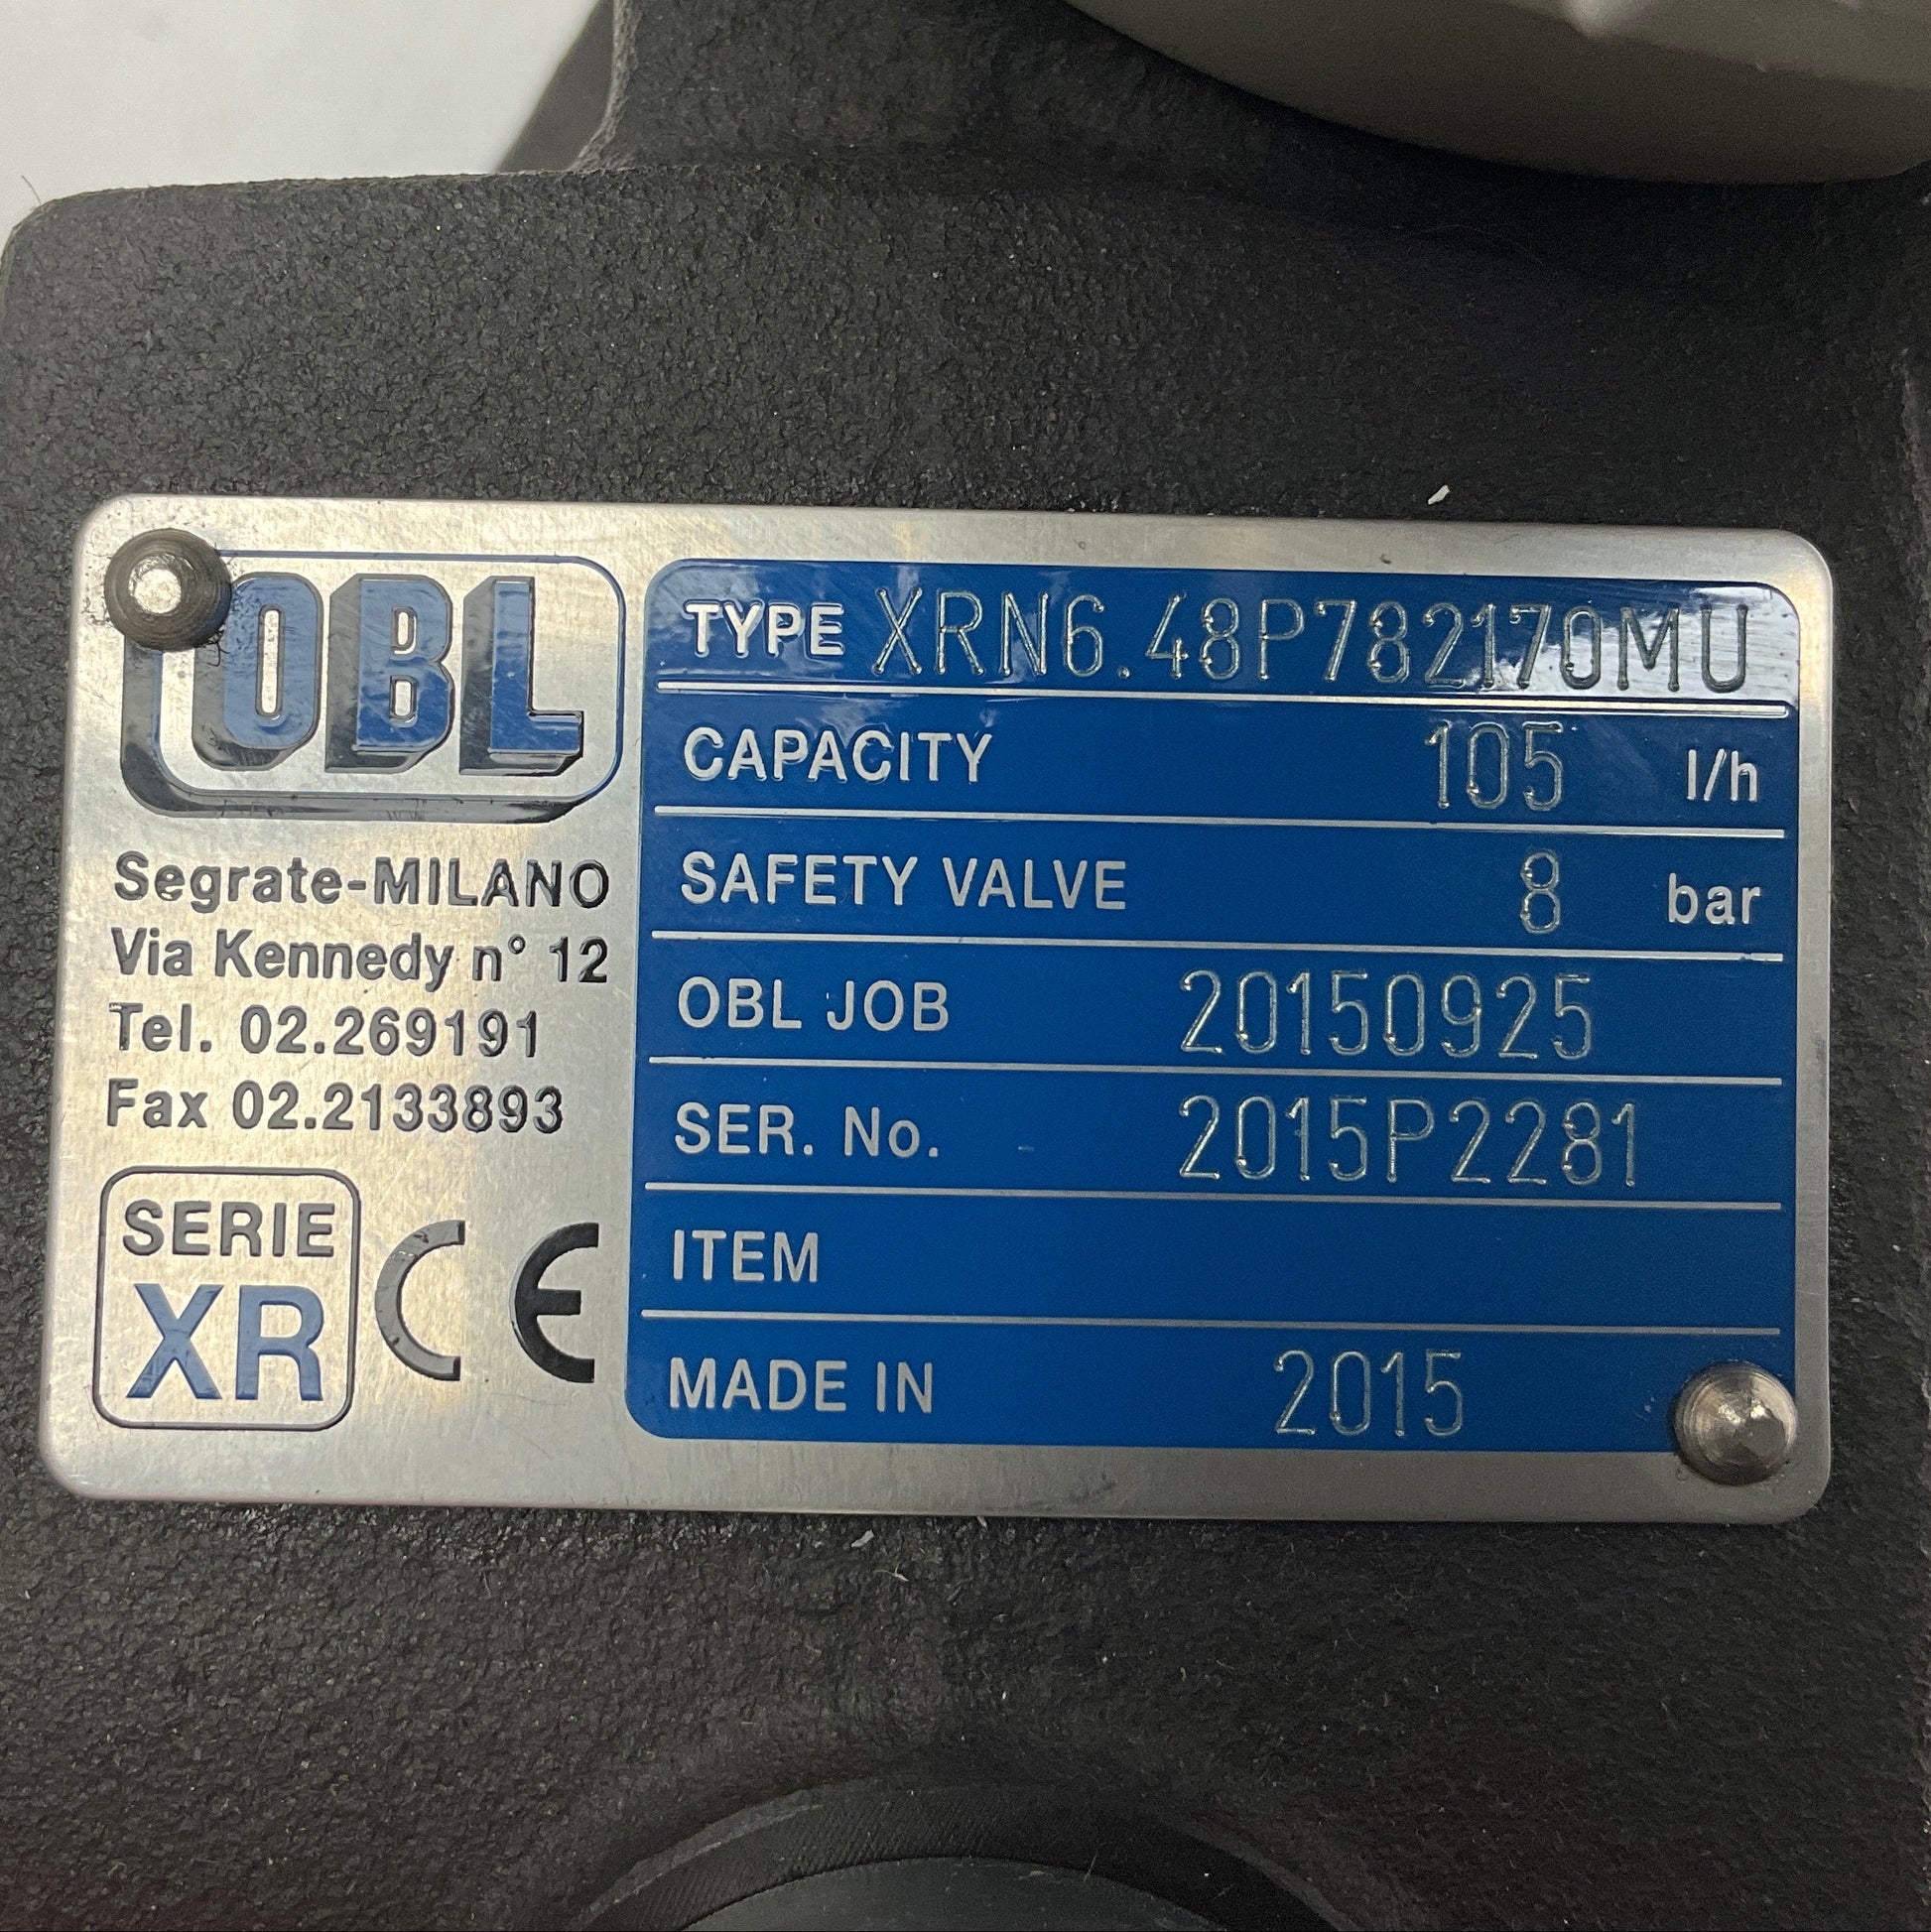 OBL
Segrate-MILANO
Via Kennedy n° 12
Tel. 02.269191
Fax 02.2133893
SERIE
XR
CE
TYPE XRN6.48P782170MU
CAPACITY 105 l/h
SAFETY VALVE 8 bar
OBL JOB 20150925
SER. No. 2015P2281
ITEM
MADE IN 2015